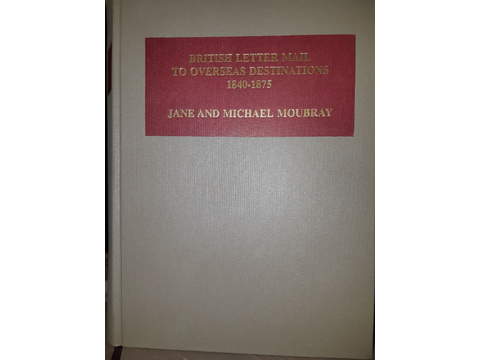 BRITISH LETTER MAIL
TO OVERSEAS DESTINATIONS
1840-1875
JANE AND MICHAEL MOUBRAY